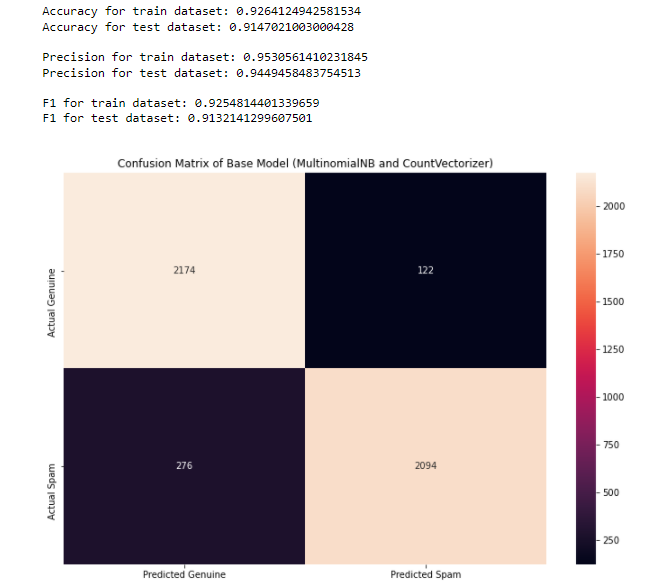 Accuracy for train dataset: 0.9264124942581534
Accuracy for test dataset: 0.9147021003000428
Precision for train dataset: 0.9530561410231845
Precision for test dataset: 0.9449458483754513
F1 for train dataset: 0.9254814401339659
F1 for test dataset: 0.9132141299607501
Confusion Matrix of Base Model (MultinomialNB and CountVectorizer)
Actual Genuine
2174
122
Actual Spam
276
2094
Predicted Genuine
Predicted Spam
2000
1750
1500
1250
1000
750
500
250